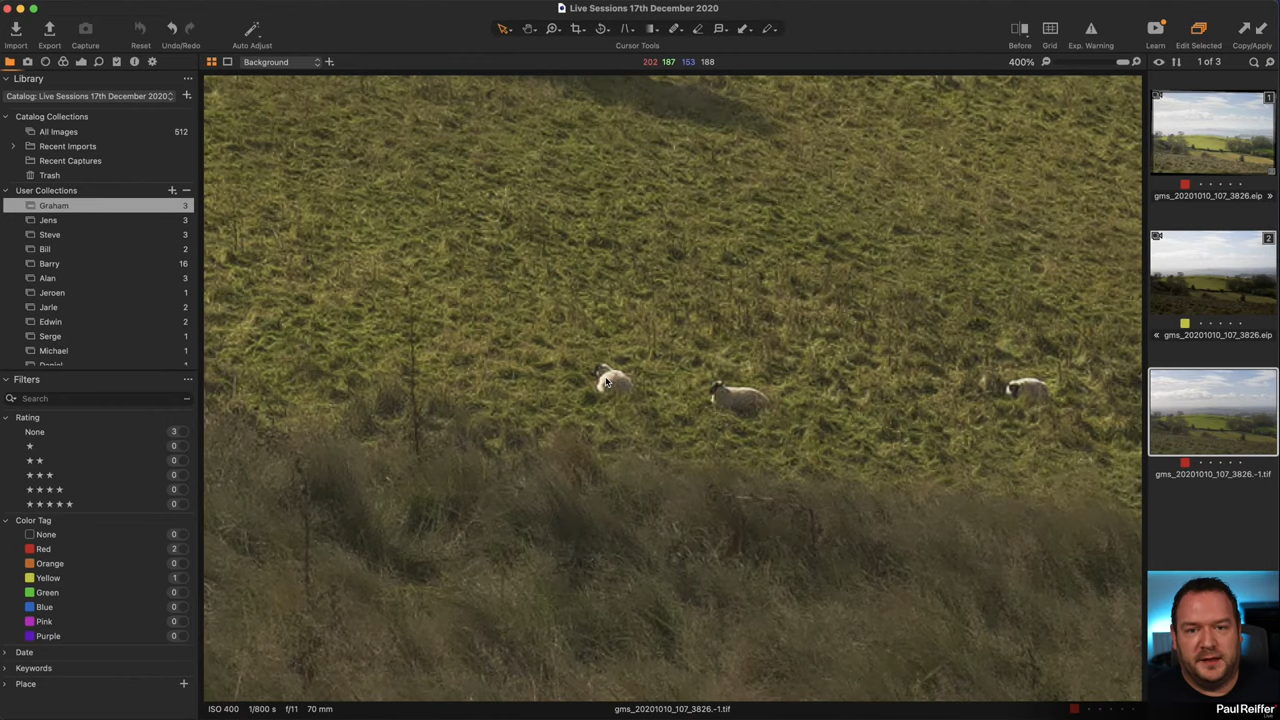 Live Sessions 17th December 2020
Import Export Capture Reset Undo/Redo Auto Adjust Cursor Tools Before Grid Exp. Warning Learn Edit Selected Copy/Apply
Background 202 187 153 188 400% 1 of 3
Library
Catalog: Live Sessions 17th December 2020
Catalog Collections
All Images 512
Recent Imports
Recent Captures
Trash
User Collections
Graham 3
Jens 3
Steve 3
Bill 2
Barry 16
Alan 3
Jeroen 1
Jarle 2
Edwin 2
Serge 1
Michael 1
Filters
Search
Rating
None 3
0
0
0
0
0
Color Tag
None 0
Red 2
Orange 0
Yellow 1
Green 0
Blue 0
Pink 0
Purple 0
Date
Keywords
Place
1
gms_20201010_107_3826.eip
2
gms_20201010_107_3826.eip
gms_20201010_107_3826.-1.tif
ISO 400 1/800 s f/11 70 mm gms_20201010_107_3826.-1.tif
Paul Reiffer
Live